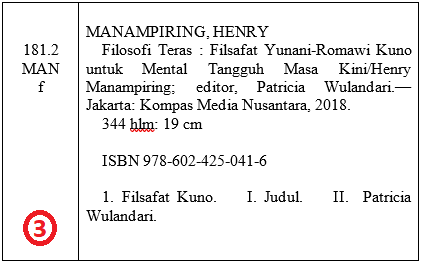 181.2
MAN
f
3
MANAMPIRING, HENRY
Filosofi Teras : Filsafat Yunani-Romawi Kuno
untuk Mental Tangguh Masa Kini/Henry
Manampiring; editor, Patricia Wulandari.—
Jakarta: Kompas Media Nusantara, 2018.
344 hlm: 19 cm
ISBN 978-602-425-041-6
1. Filsafat Kuno. I. Judul. II. Patricia
Wulandari.